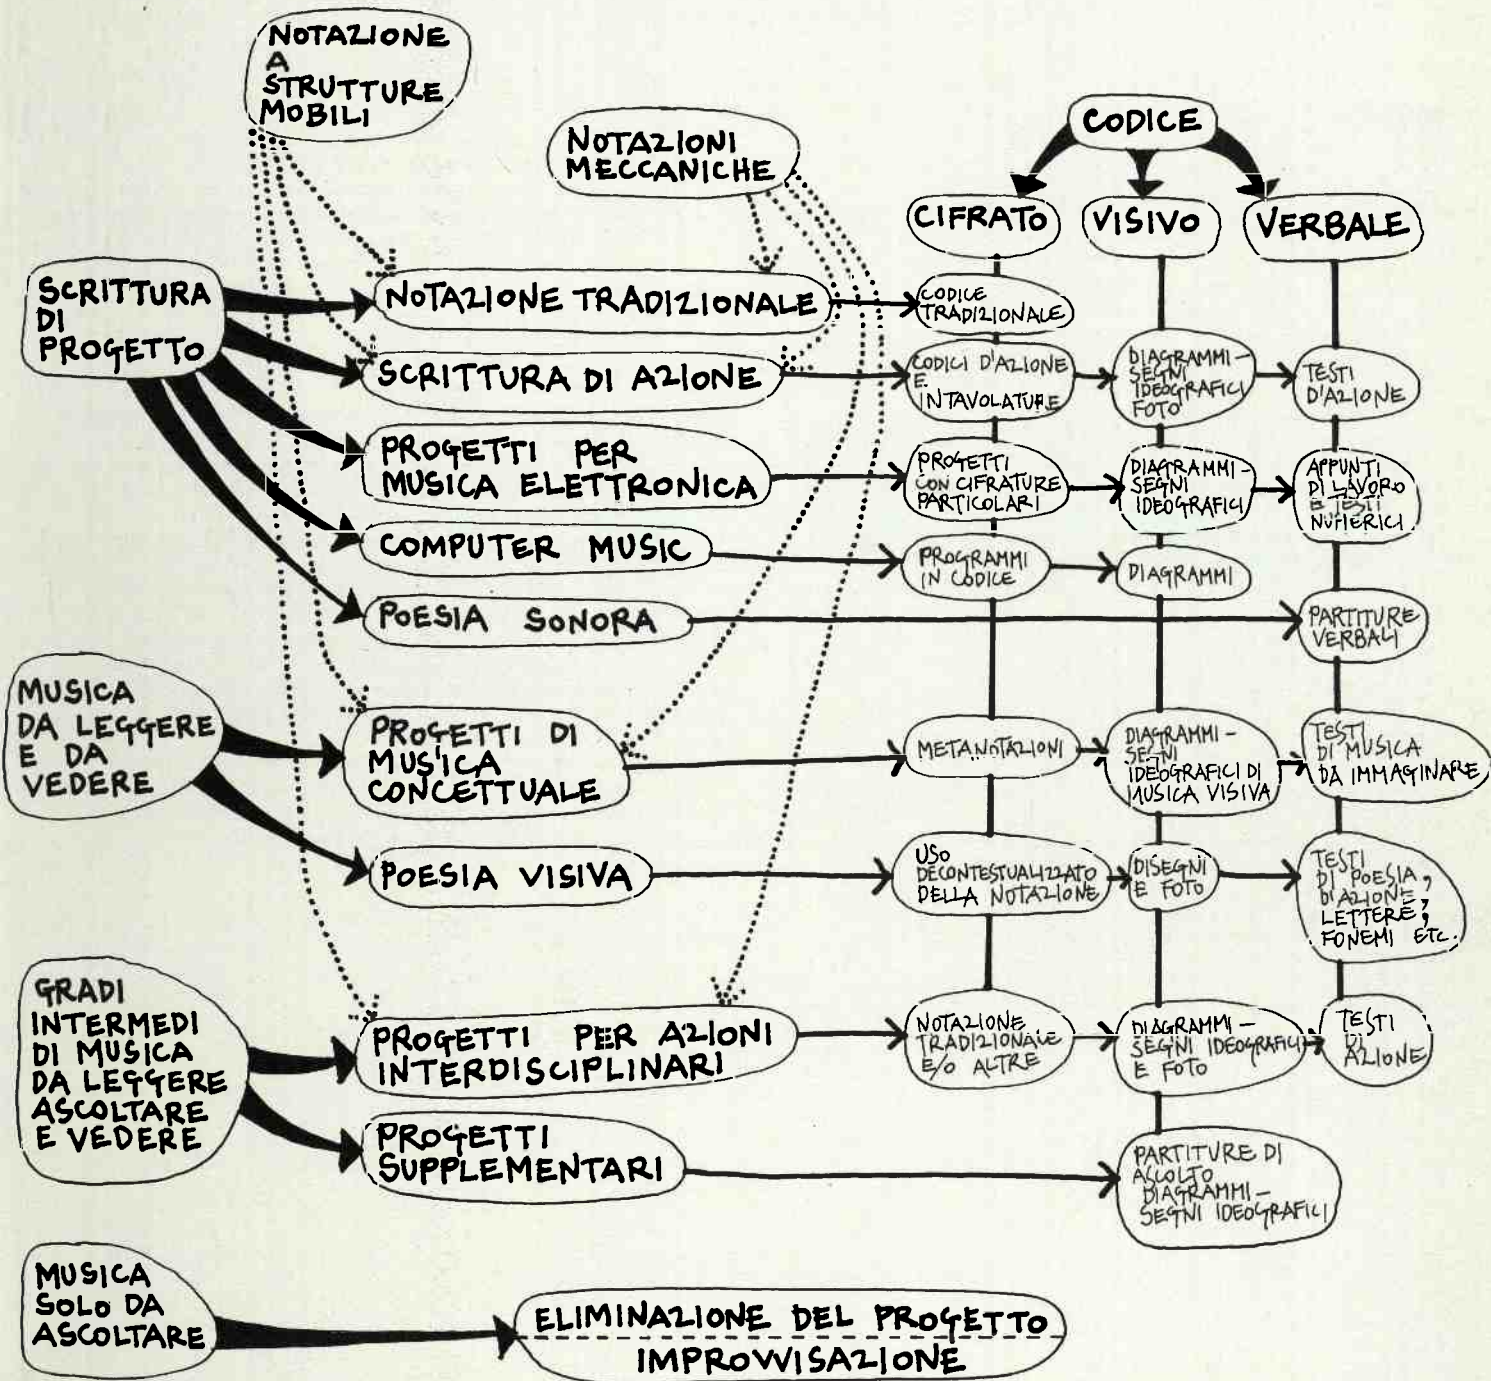 NOTAZIONE
A
STRUTTURE
MOBILI
NOTAZIONI
MECCANICHE
CODICE
CIFRATO
VISIVO
VERBALE
SCRITTURA
DI
PROGETTO
NOTAZIONE TRADIZIONALE
CODICE
TRADIZIONALE
SCRITTURA DI AZIONE
CODICI D'AZIONE
E
INTAVOLATURE
DIAGRAMMI-
SEGNI
IDEOGRAFICI
FOTO
TESTI
D'AZIONE
PROGETTI PER
MUSICA ELETTRONICA
PROGETTI
CON CIFRATURE
PARTICOLARI
DIAGRAMMI-
SEGNI
IDEOGRAFICI
APPUNTI
DI LAVORO
E TESTI
NUMERICI
COMPUTER MUSIC
PROGRAMMI
IN CODICE
DIAGRAMMI
POESIA SONORA
PARTITURE
VERBALI
MUSICA
DA LEGGERE
E DA
VEDERE
PROGETTI DI
MUSICA
CONCETTUALE
METANOTAZIONI
DIAGRAMMI-
SEGNI
IDEOGRAFICI DI
MUSICA VISIVA
TESTI
DI MUSICA
DA IMMAGINARE
POESIA VISIVA
USO
DECONTESTUALIZZATO
DELLA NOTAZIONE
DISEGNI
E FOTO
TESTI
DI POESIA,
DI AZIONE,
LETTERE,
FONEMI ETC.
GRADI
INTERMEDI
DI MUSICA
DA LEGGERE
ASCOLTARE
E VEDERE
PROGETTI PER AZIONI
INTERDISCIPLINARI
NOTAZIONE
TRADIZIONALE
E/O ALTRE
DIAGRAMMI-
SEGNI IDEOGRAFICI
E FOTO
TESTI
DI
AZIONE
PROGETTI
SUPPLEMENTARI
PARTITURE DI
ASCOLTO
DIAGRAMMI-
SEGNI IDEOGRAFICI
MUSICA
SOLO DA
ASCOLTARE
ELIMINAZIONE DEL PROGETTO
IMPROVVISAZIONE